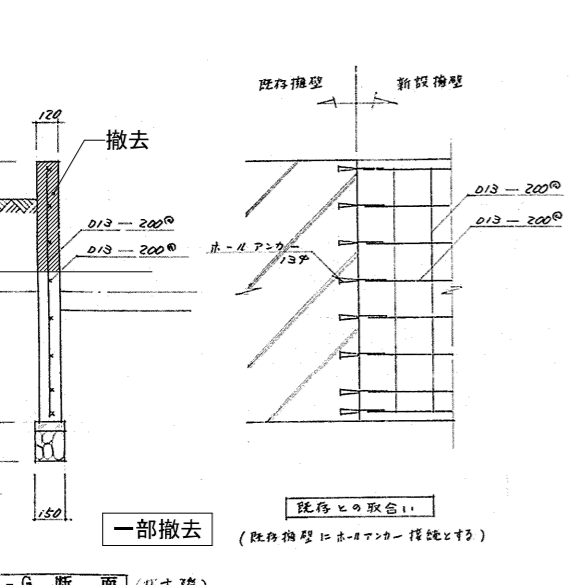 既存擁壁
新設擁壁
120
撤去
D13－200@
D13－200@
D13－200@
D13－200@
ホールアンカー
13φ
150
一部撤去
既存との取合い
(既存擁壁にホールアンカー接続とする)
G 断面